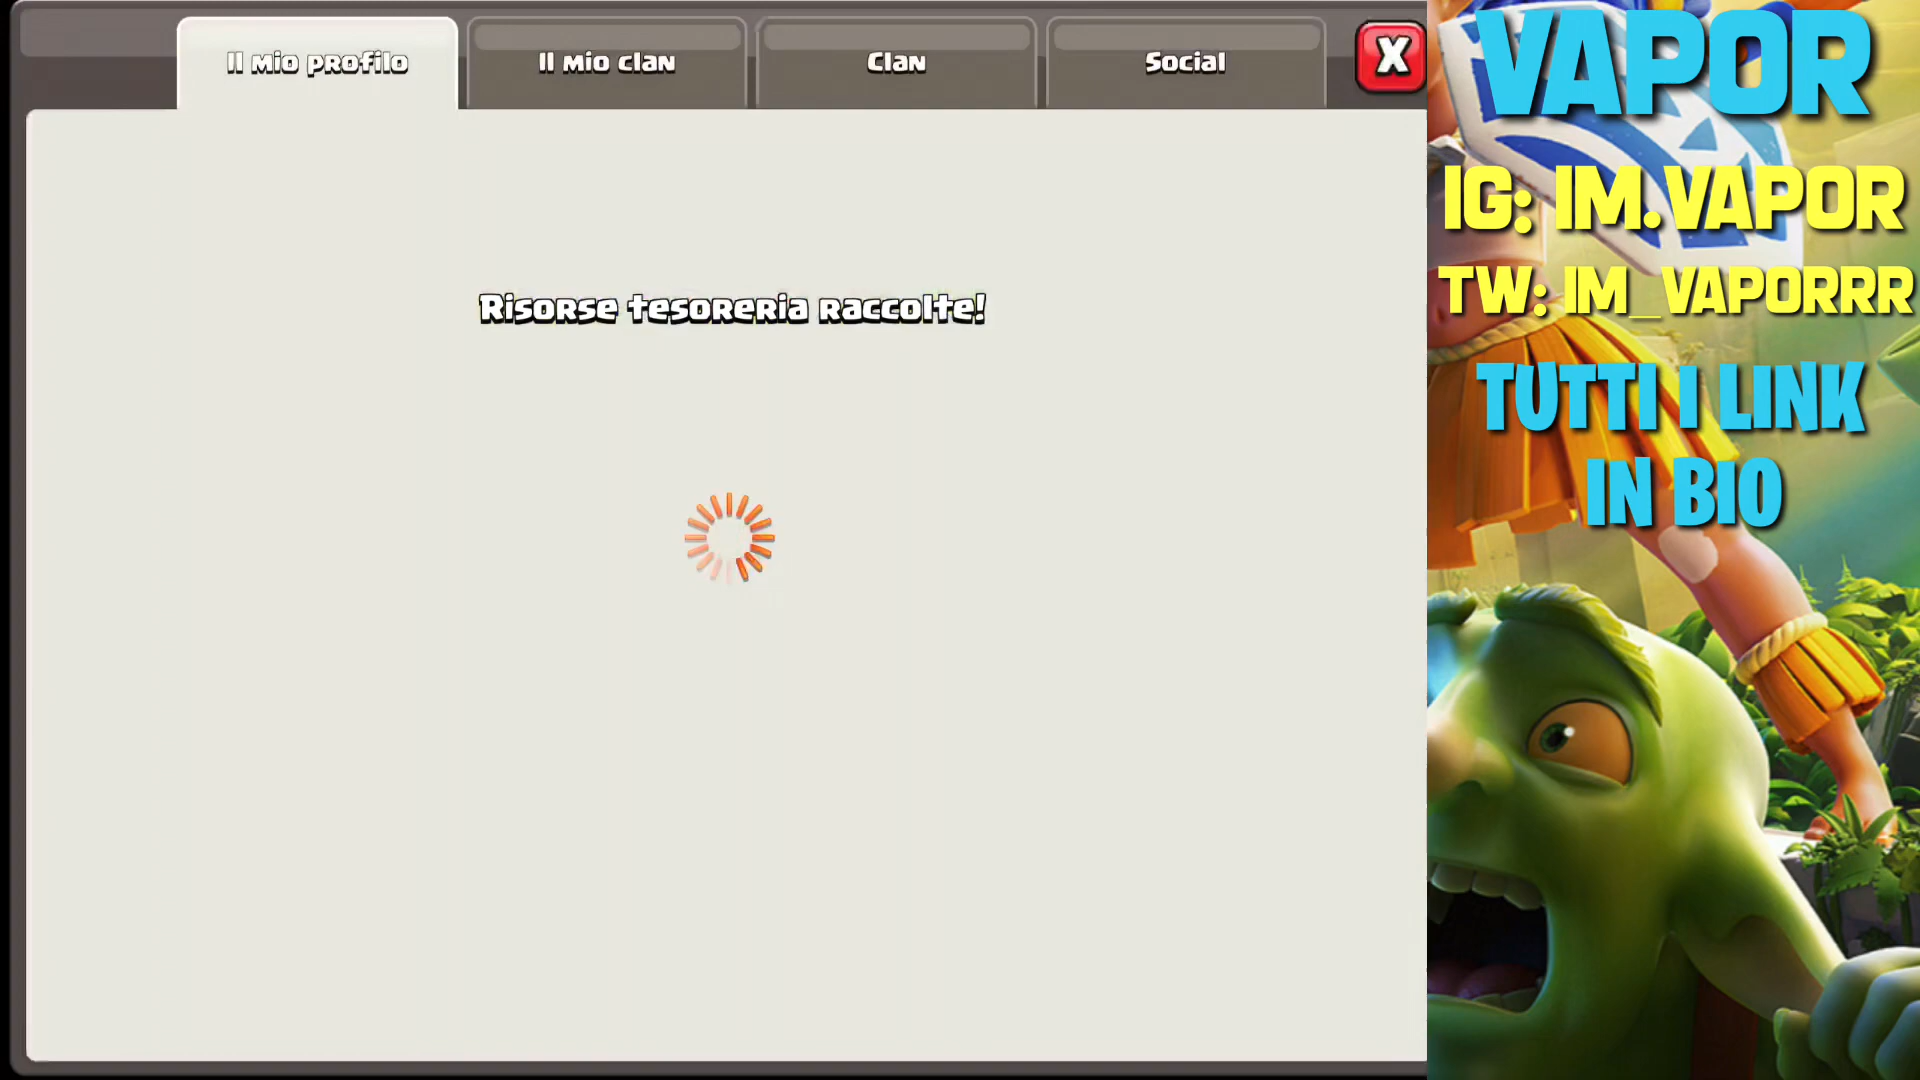 Il mio profilo
Il mio clan
Clan
Social
X
Risorse tesoreria raccolte!
VAPOR
IG: IM.VAPOR
TW: IM_VAPORRR
TUTTI I LINK
IN BIO